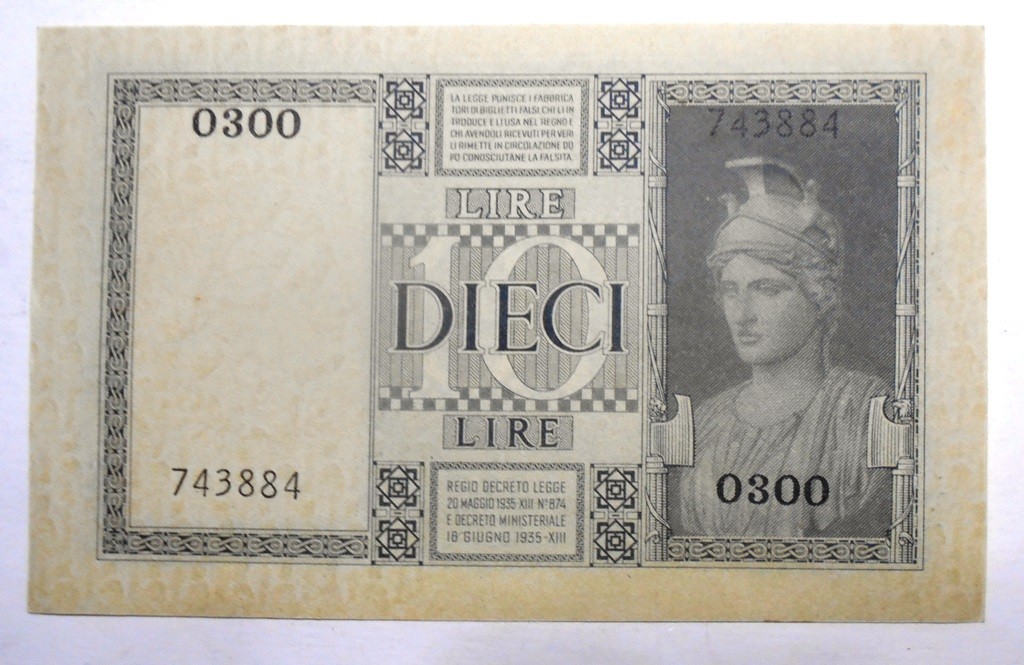 0300
743884
LA LEGGE PUNISCE I FABBRICA
TORI DI BIGLIETTI FALSI, CHI LI IN
TRODUCE E LI USA NEL REGNO E
CHI AVENDOLI RICEVUTI PER VERI
LI RIMETTE IN CIRCOLAZIONE DO
PO CONOSCIUTANE LA FALSITÀ.
LIRE
10
DIECI
LIRE
REGIO DECRETO LEGGE
20 MAGGIO 1935 XIII Nº 874
E DECRETO MINISTERIALE
18 GIUGNO 1935-XIII
743884
0300